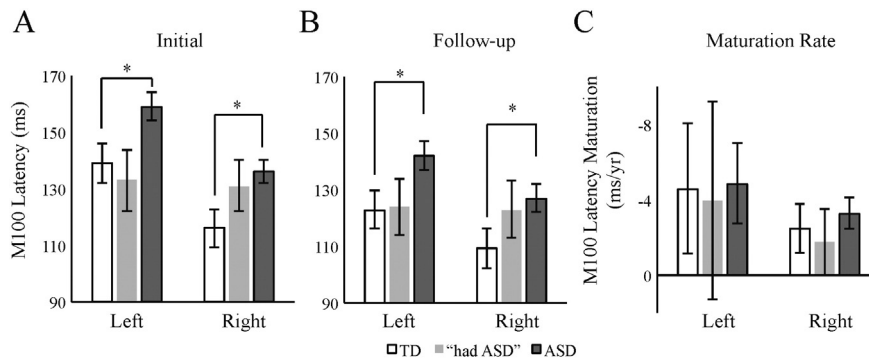 A
Initial
B
Follow-up
C
Maturation Rate
M100 Latency (ms)
170
150
130
110
90
*
*
Left
Right
170
150
130
110
90
*
*
Left
Right
M100 Latency Maturation
(ms/yr)
-8
-4
0
Left
Right
TD "had ASD" ASD